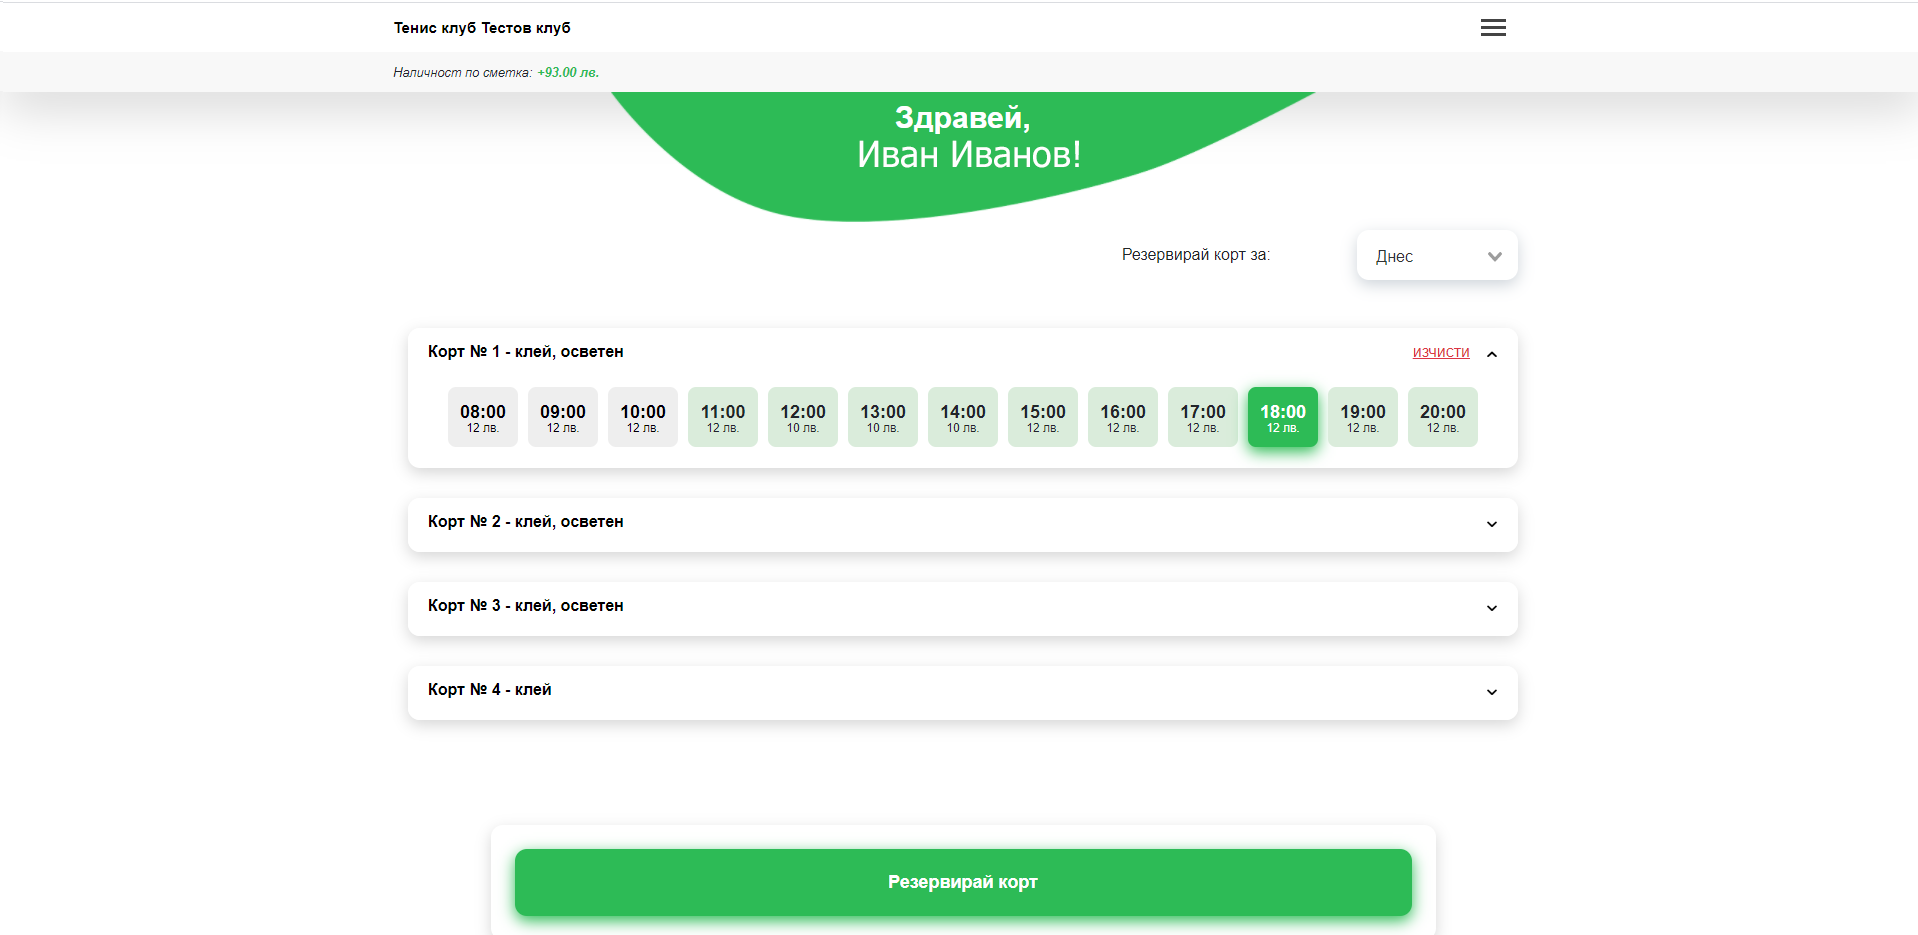 Тенис клуб Тестов клуб
Наличност по сметка: +93.00 лв.
Здравей,
Иван Иванов!
Резервирай корт за: Днес
Корт № 1 - клей, осветен ИЗЧИСТИ
08:00 09:00 10:00 11:00 12:00 13:00 14:00 15:00 16:00 17:00 18:00 19:00 20:00
12 лв. 12 лв. 12 лв. 12 лв. 10 лв. 10 лв. 10 лв. 12 лв. 12 лв. 12 лв. 12 лв. 12 лв. 12 лв.
Корт № 2 - клей, осветен
Корт № 3 - клей, осветен
Корт № 4 - клей
Резервирай корт